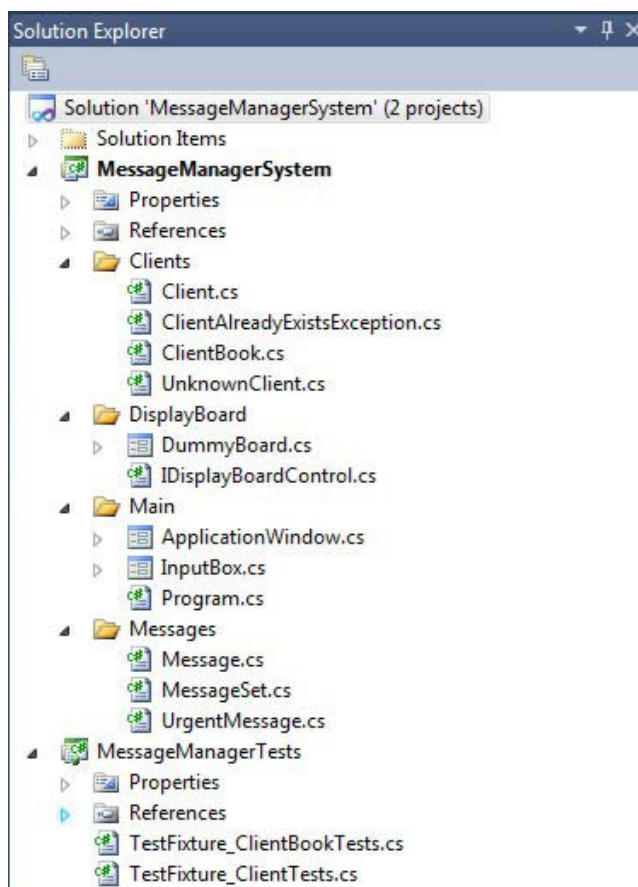 Solution Explorer
Solution 'MessageManagerSystem' (2 projects)
Solution Items
MessageManagerSystem
Properties
References
Clients
Client.cs
ClientAlreadyExistsException.cs
ClientBook.cs
UnknownClient.cs
DisplayBoard
DummyBoard.cs
IDisplayBoardControl.cs
Main
ApplicationWindow.cs
InputBox.cs
Program.cs
Messages
Message.cs
MessageSet.cs
UrgentMessage.cs
MessageManagerTests
Properties
References
TestFixture_ClientBookTests.cs
TestFixture_ClientTests.cs